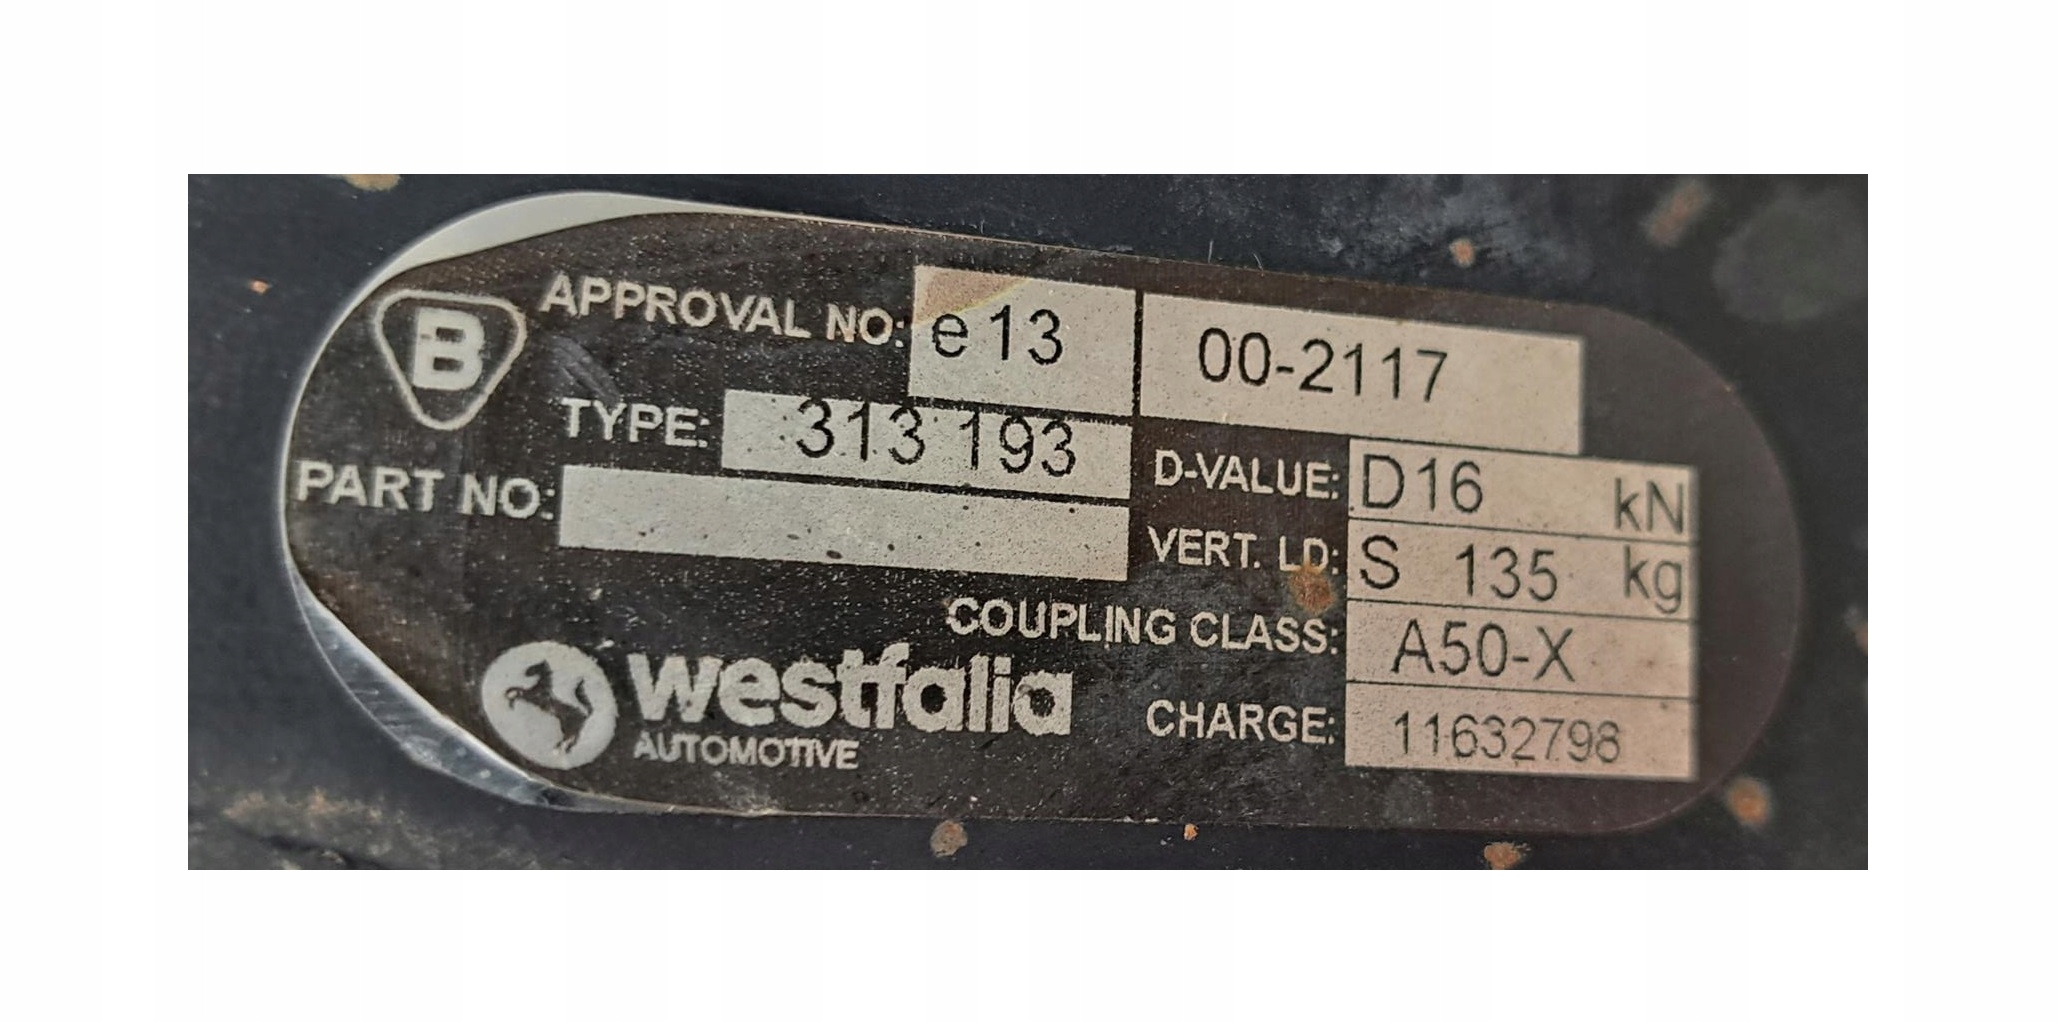 B
APPROVAL NO: e13 00-2117
TYPE: 313 193
PART NO:
D-VALUE: D16 kN
VERT. LD: S 135 kg
COUPLING CLASS: A50-X
CHARGE: 11632798
westfalia
AUTOMOTIVE